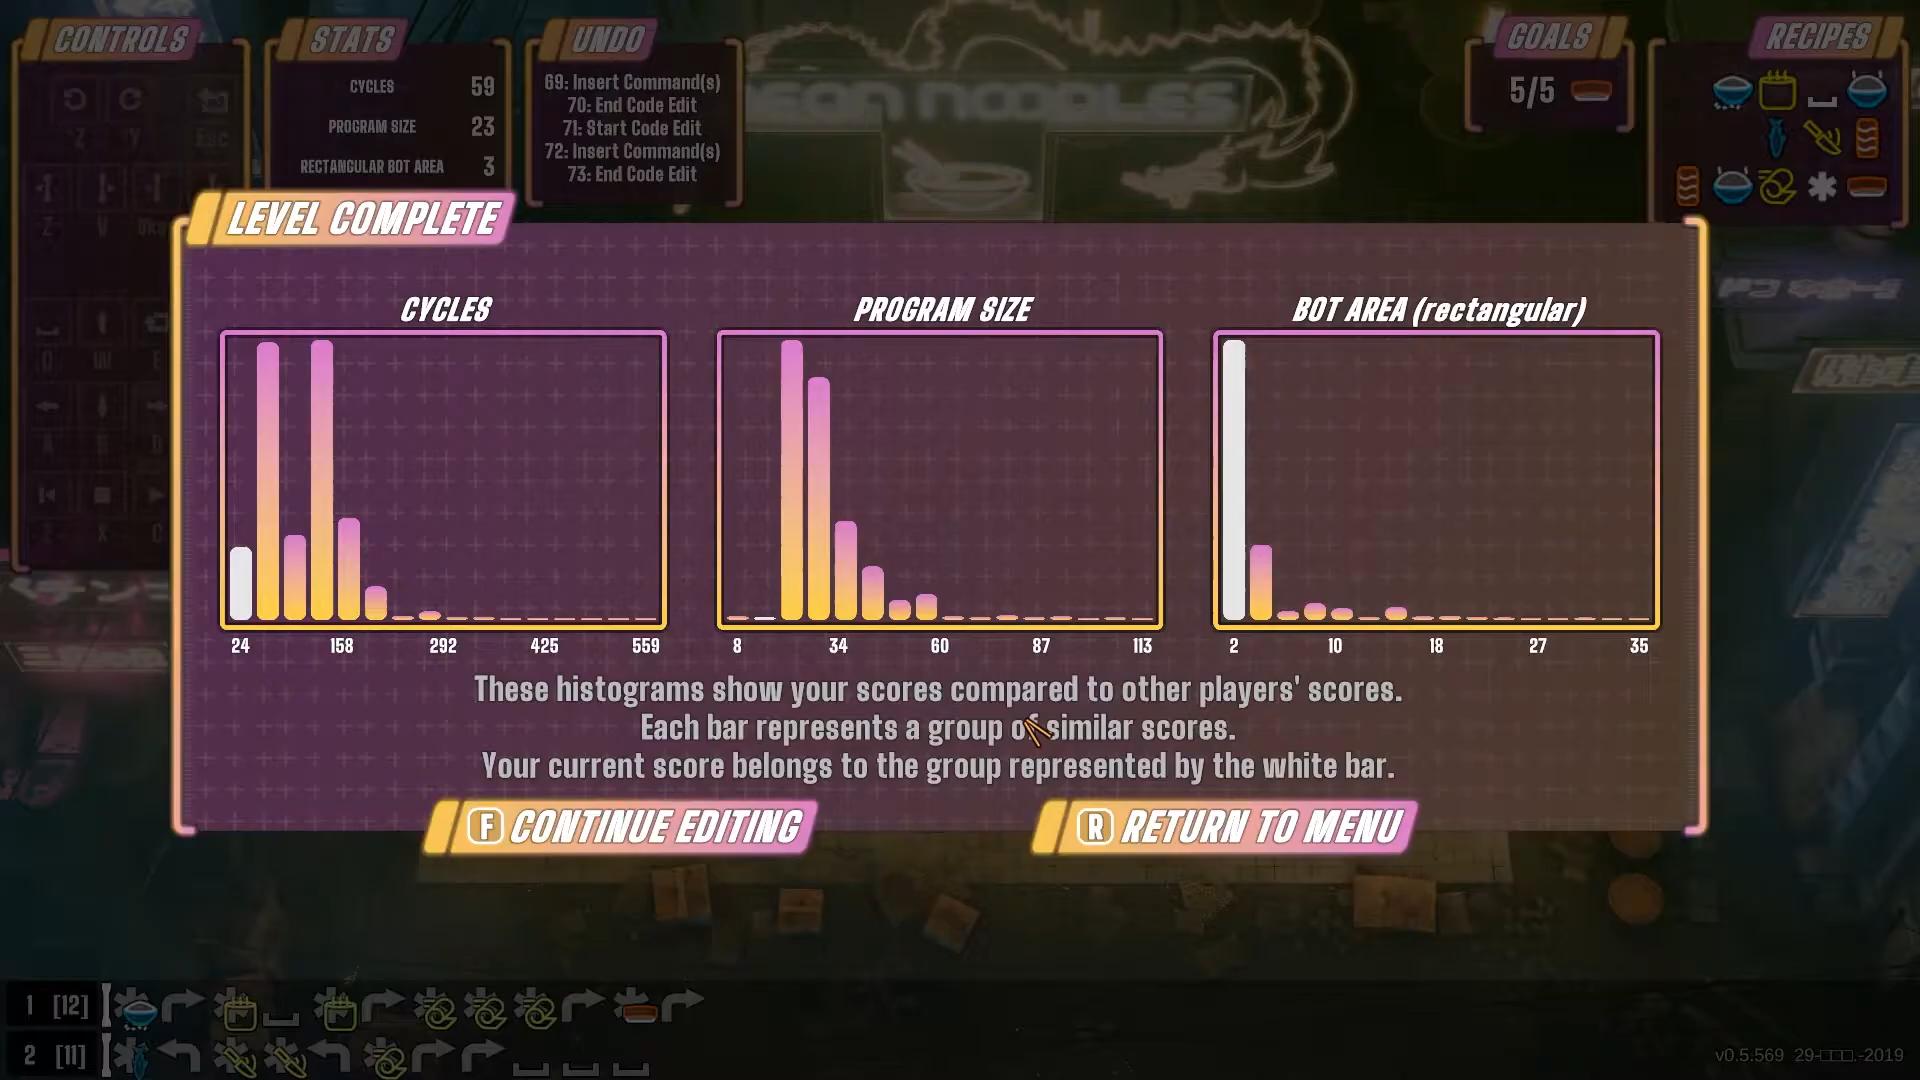 CONTROLS
STATS
UNDO
GOALS
RECIPES
CYCLES 59
PROGRAM SIZE 23
RECTANGULAR BOT AREA 3
69: Insert Command(s)
70: End Code Edit
71: Start Code Edit
72: Insert Command(s)
73: End Code Edit
NOODLES
5/5
^Z ^Y Esc
LEVEL COMPLETE
CYCLES
PROGRAM SIZE
BOT AREA (rectangular)
24 158 292 425 559
8 34 60 87 113
2 10 18 27 35
These histograms show your scores compared to other players' scores.
Each bar represents a group of similar scores.
Your current score belongs to the group represented by the white bar.
F CONTINUE EDITING
R RETURN TO MENU
1 [12]
2 [11]
v0.5.569 29-□□□.-2019